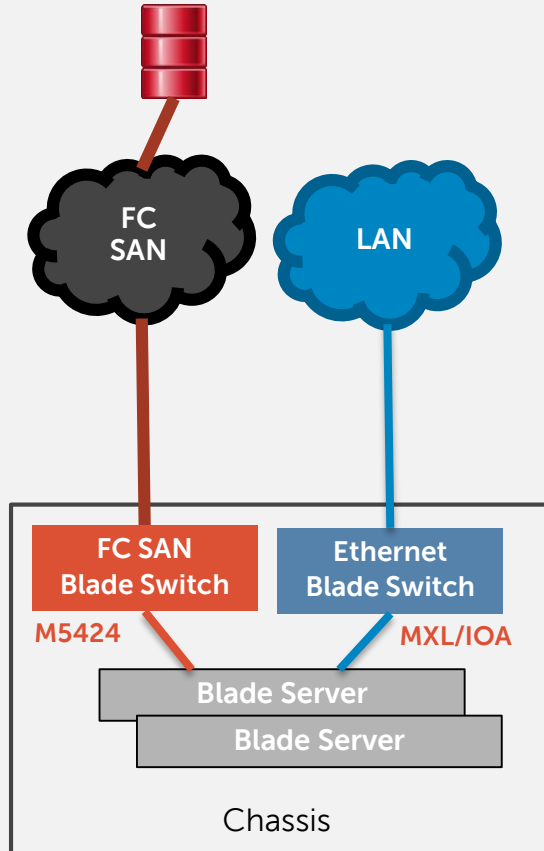 FC
SAN
LAN
FC SAN
Blade Switch
Ethernet
Blade Switch
M5424
MXL/IOA
Blade Server
Blade Server
Chassis